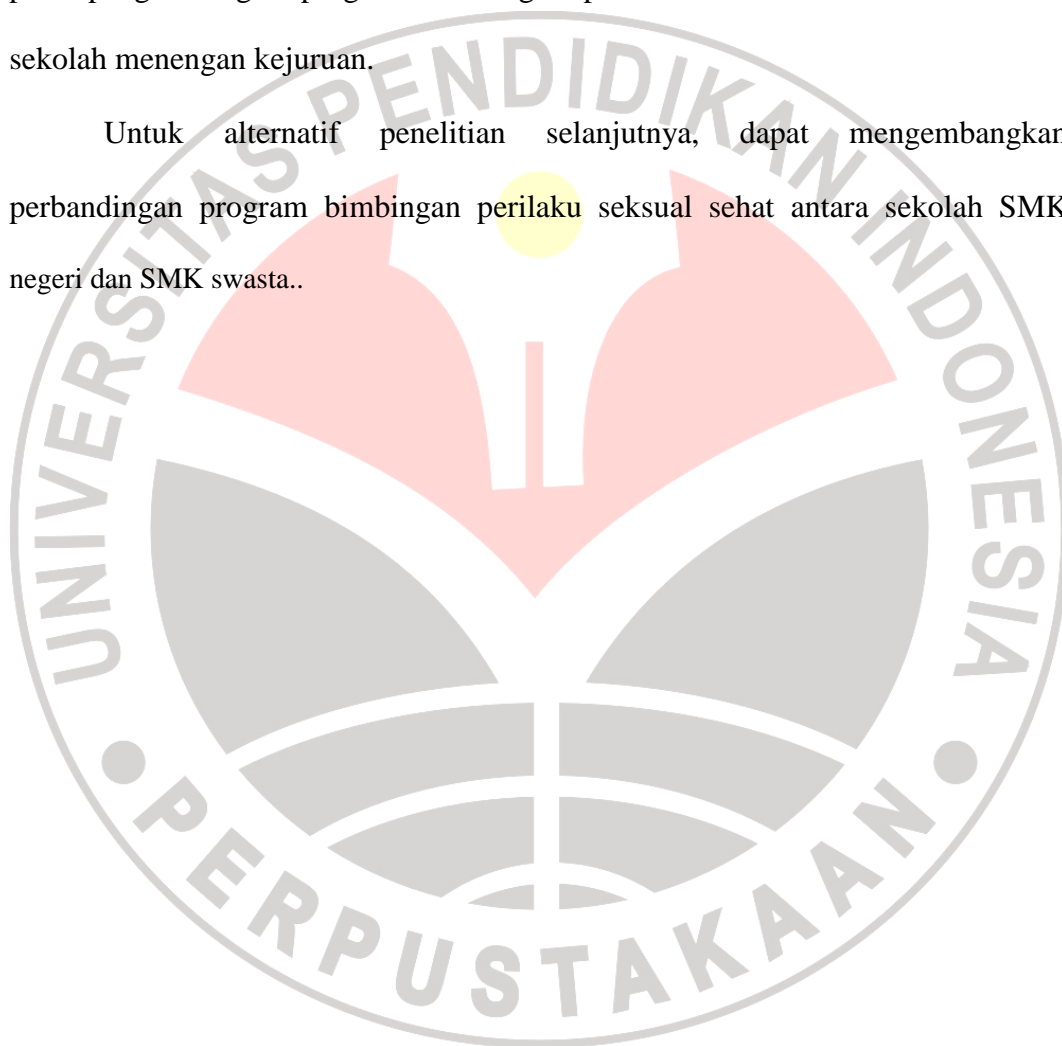 sekolah menengan kejuruan.
Untuk alternatif penelitian selanjutnya, dapat mengembangkan
perbandingan program bimbingan perilaku seksual sehat antara sekolah SMK
negeri dan SMK swasta..
UNIVERSITAS PENDIDIKAN INDONESIA
PERPUSTAKAAN